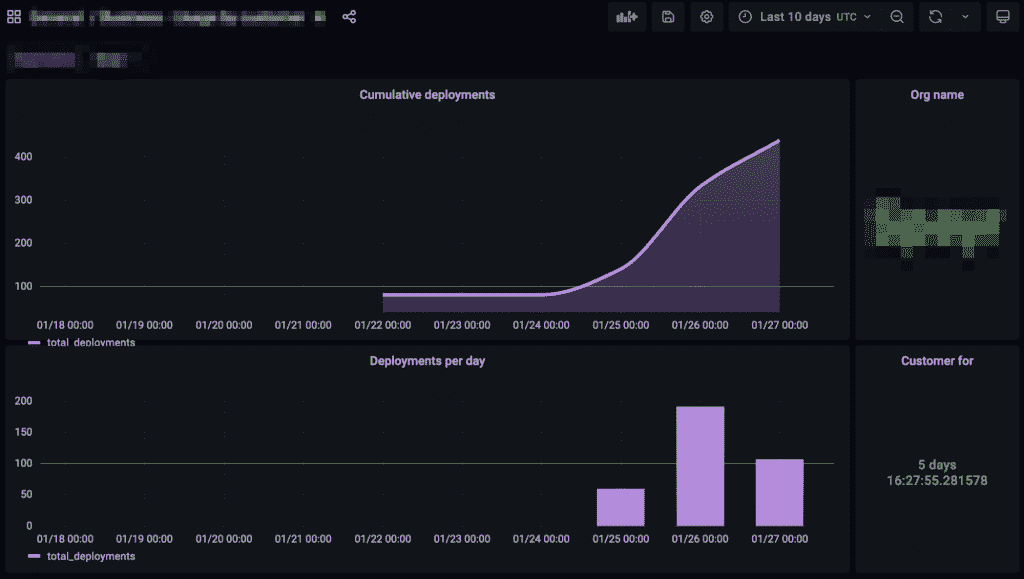 Last 10 days UTC
Cumulative deployments
400
300
200
100
01/18 00:00 01/19 00:00 01/20 00:00 01/21 00:00 01/22 00:00 01/23 00:00 01/24 00:00 01/25 00:00 01/26 00:00 01/27 00:00
total_deployments
Org name
Deployments per day
200
150
100
50
0
01/18 00:00 01/19 00:00 01/20 00:00 01/21 00:00 01/22 00:00 01/23 00:00 01/24 00:00 01/25 00:00 01/26 00:00 01/27 00:00
total_deployments
Customer for
5 days
16:27:55.281578